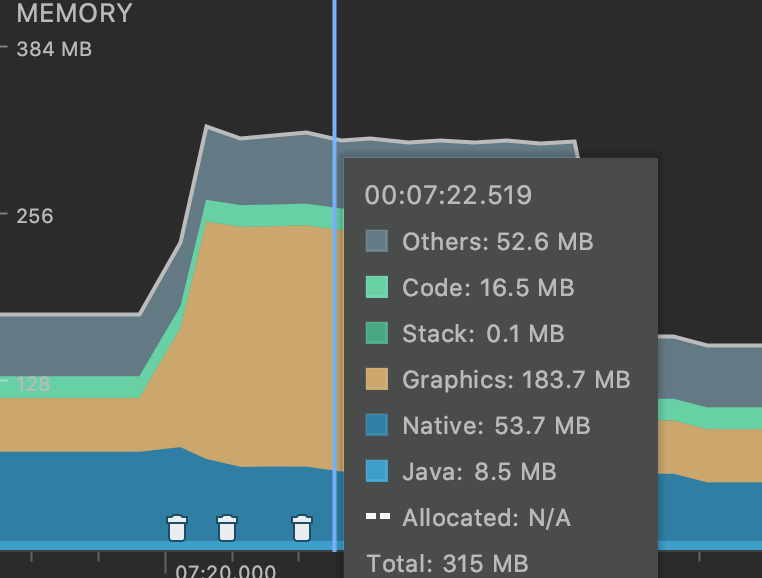 MEMORY
384 MB
256
128
00:07:22.519
Others: 52.6 MB
Code: 16.5 MB
Stack: 0.1 MB
Graphics: 183.7 MB
Native: 53.7 MB
Java: 8.5 MB
Allocated: N/A
Total: 315 MB
07:20.000